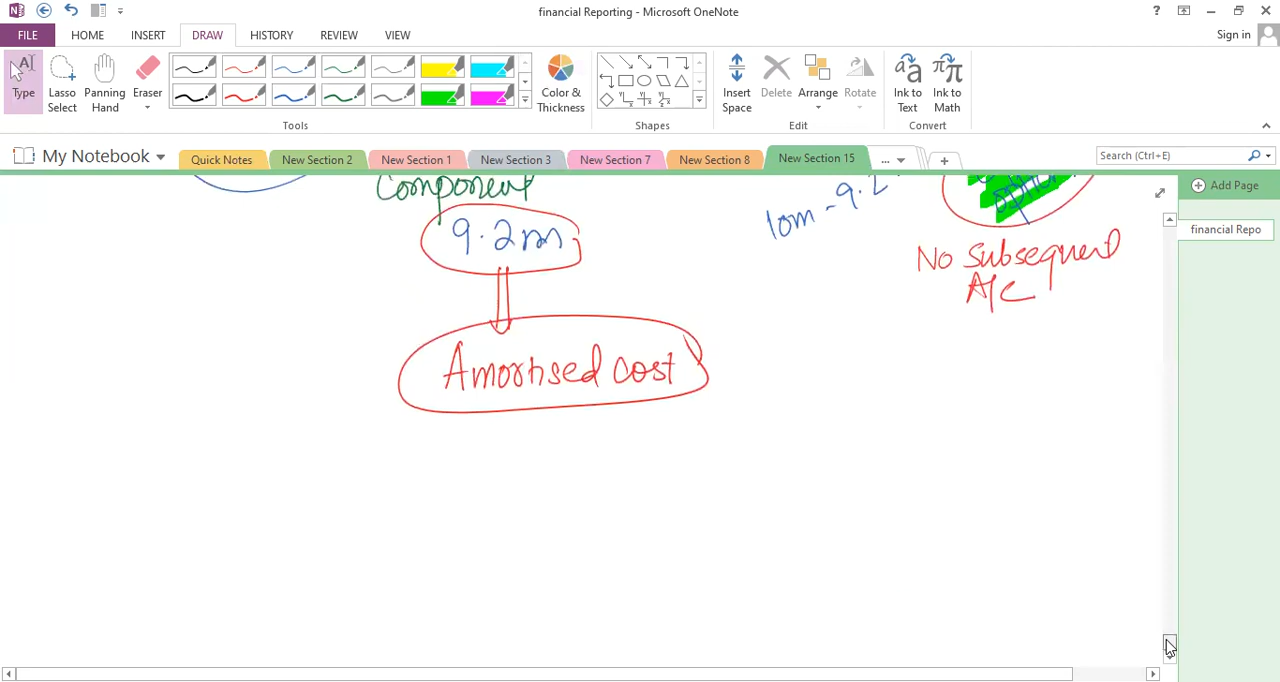 financial Reporting - Microsoft OneNote
?
Sign in
FILE HOME INSERT DRAW HISTORY REVIEW VIEW
Type
Lasso Select
Panning Hand
Eraser
Color & Thickness
Insert Space
Delete
Arrange
Rotate
Ink to Text
Ink to Math
Tools
Shapes
Edit
Convert
My Notebook
Quick Notes
New Section 2
New Section 1
New Section 3
New Section 7
New Section 8
New Section 15
...
Search (Ctrl+E)
Add Page
financial Repo
Component
10m - 9.2
9.2m
No subsequent
A/C
Amortised cost